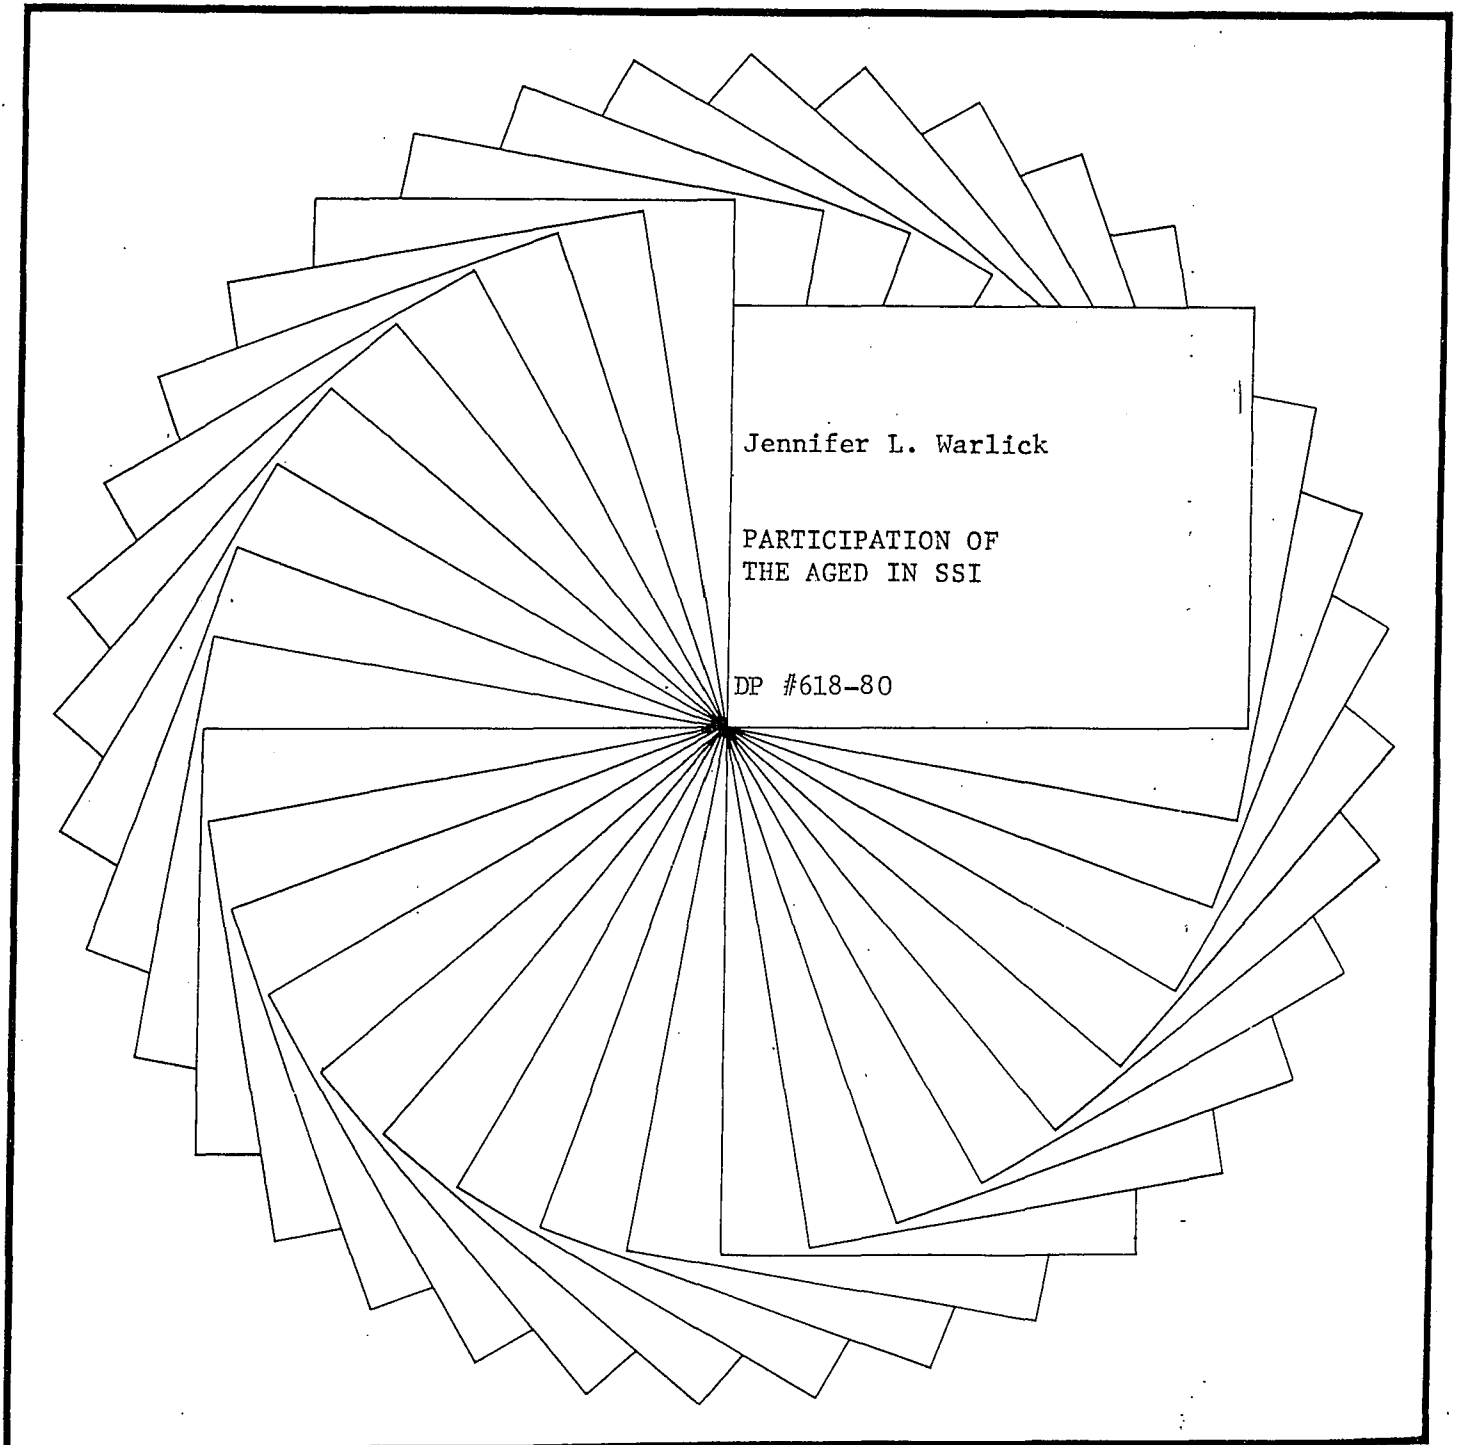 Jennifer L. Warlick
PARTICIPATION OF
THE AGED IN SSI
DP #618-80